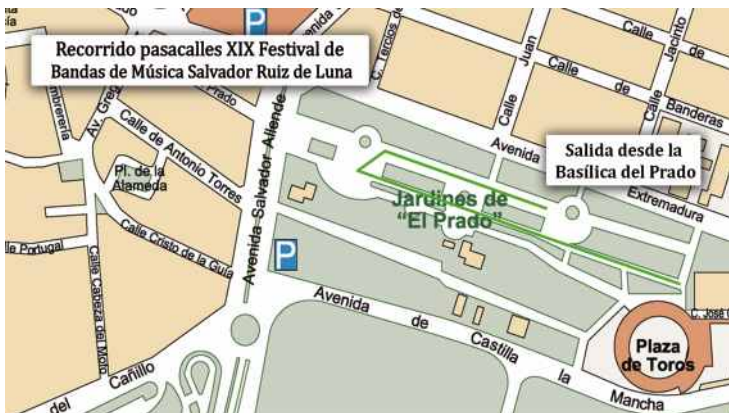 Recorrido pasacalles XIX Festival de
Bandas de Música Salvador Ruiz de Luna
P
C. Tercios de
Avenida
Calle Juan
Calle de
Jacinto
Calle
Calle de Banderas
Prado
Av. Greg
Calle de Antonio Torres
Pl. de la
Alameda
Avenida Salvador Allende
Salida desde la
Basílica del Prado
Avenida
Extremadura
Jardines de
"El Prado"
Calle Cristo de la Guía
Portugal
Calle Cabeza del Moro
P
Avenida de Castilla la Mancha
C. José
Plaza
de Toros
del Cañillo